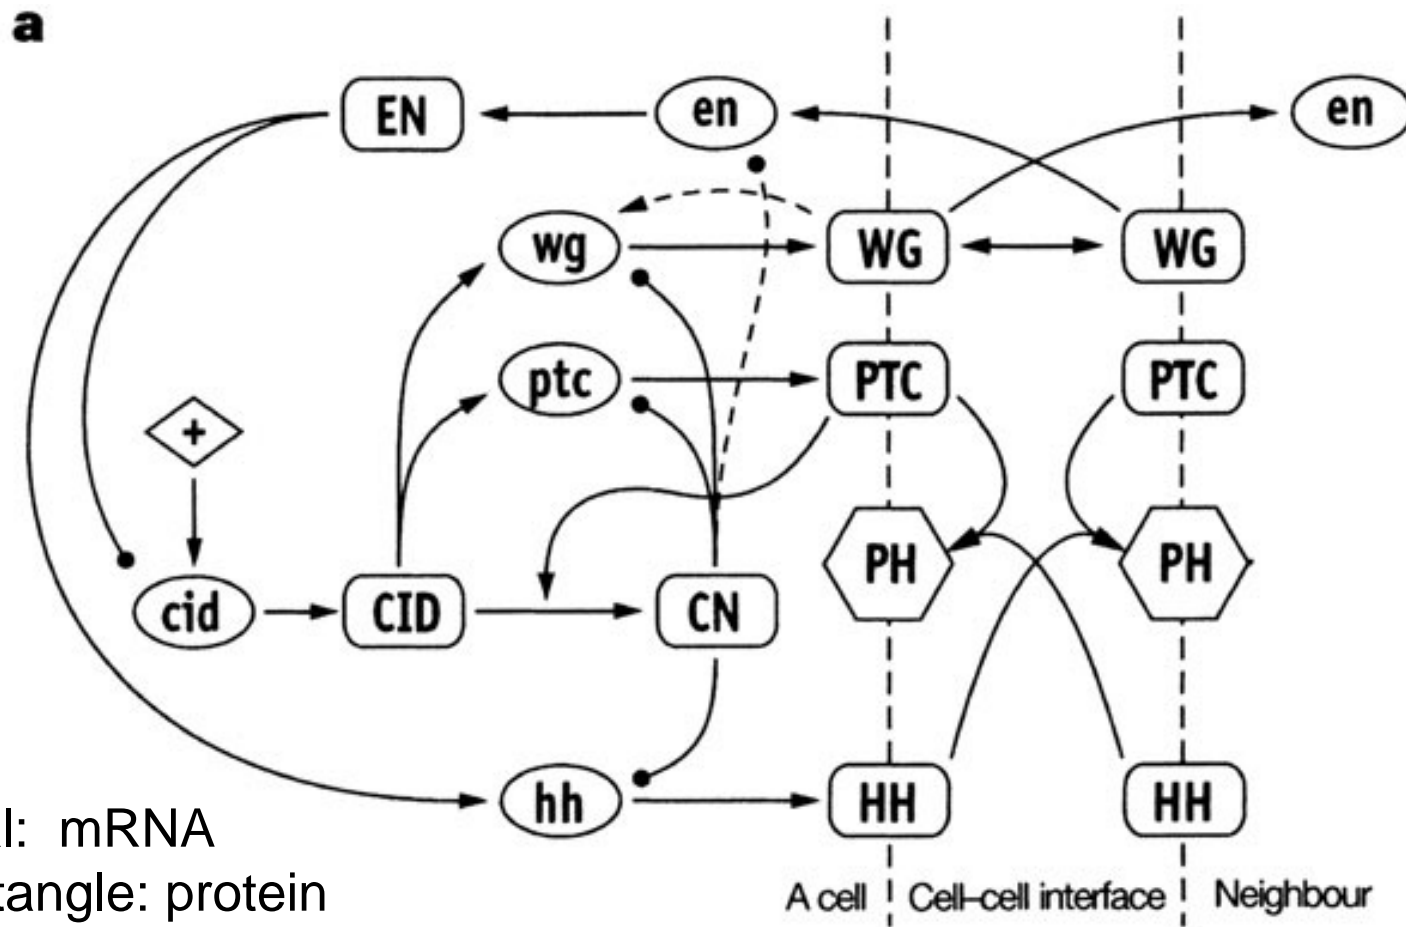 a
EN
en
en
wg
WG
WG
ptc
PTC
PTC
+
PH
PH
cid
CID
CN
hh
HH
HH
l: mRNA
tangle: protein
A cell
Cell–cell interface
Neighbour